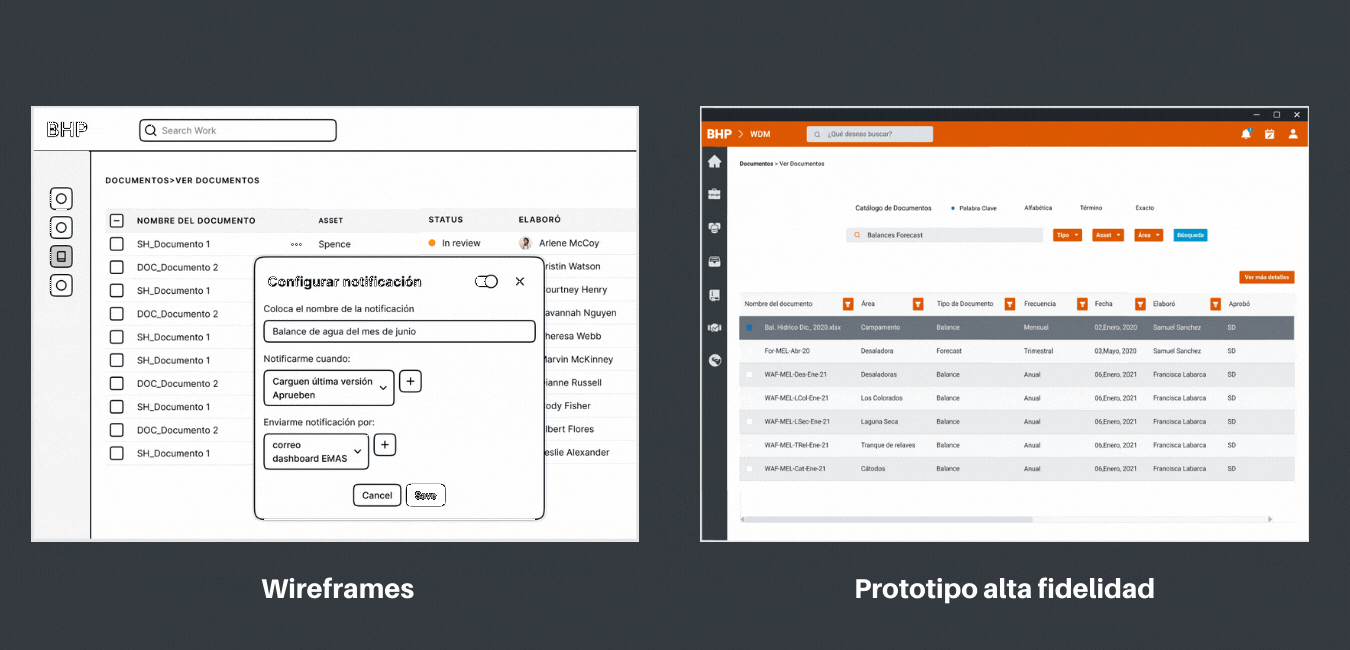 BHP
Search Work
DOCUMENTOS>VER DOCUMENTOS
NOMBRE DEL DOCUMENTO ASSET STATUS ELABORÓ
SH_Documento 1 Spence In review Arlene McCoy
DOC_Documento 2 ristin Watson
SH_Documento 1 ourtney Henry
DOC_Documento 2 avannah Nguyen
SH_Documento 1 heresa Webb
SH_Documento 1 arvin McKinney
DOC_Documento 2 ianne Russell
SH_Documento 1 ody Fisher
DOC_Documento 2 lbert Flores
SH_Documento 1 eslie Alexander
Configurar notificación
Coloca el nombre de la notificación
Balance de agua del mes de junio
Notificarme cuando:
Carguen última versión
Aprueben
Enviarme notificación por:
correo
dashboard EMAS
Cancel Save
Wireframes
BHP > WDM ¿Qué deseas buscar?
Documentos > Ver Documentos
Catálogo de Documentos Palabra Clave Alfabética Término Exacto
Balances Forecast Tipo Asset Área Búsqueda
Ver más detalles
Nombre del documento Área Tipo de Documento Frecuencia Fecha Elaboró Aprobó
Bal. Hidrico Dic_ 2020.xlsx Campamento Balance Mensual 02,Enero, 2020 Samuel Sanchez SD
For-MEL-Abr-20 Desaladora Forecast Trimestral 03,Mayo, 2020 Samuel Sanchez SD
WAF-MEL-Des-Ene-21 Desaladoras Balance Anual 06,Enero, 2021 Francisca Labarca SD
WAF-MEL-LCol-Ene-21 Los Colorados Balance Anual 06,Enero, 2021 Francisca Labarca SD
WAF-MEL-LSec-Ene-21 Laguna Seca Balance Anual 06,Enero, 2021 Francisca Labarca SD
WAF-MEL-TRel-Ene-21 Tranque de relaves Balance Anual 06,Enero, 2021 Francisca Labarca SD
WAF-MEL-Cat-Ene-21 Cátodos Balance Anual 06,Enero, 2021 Francisca Labarca SD
Prototipo alta fidelidad